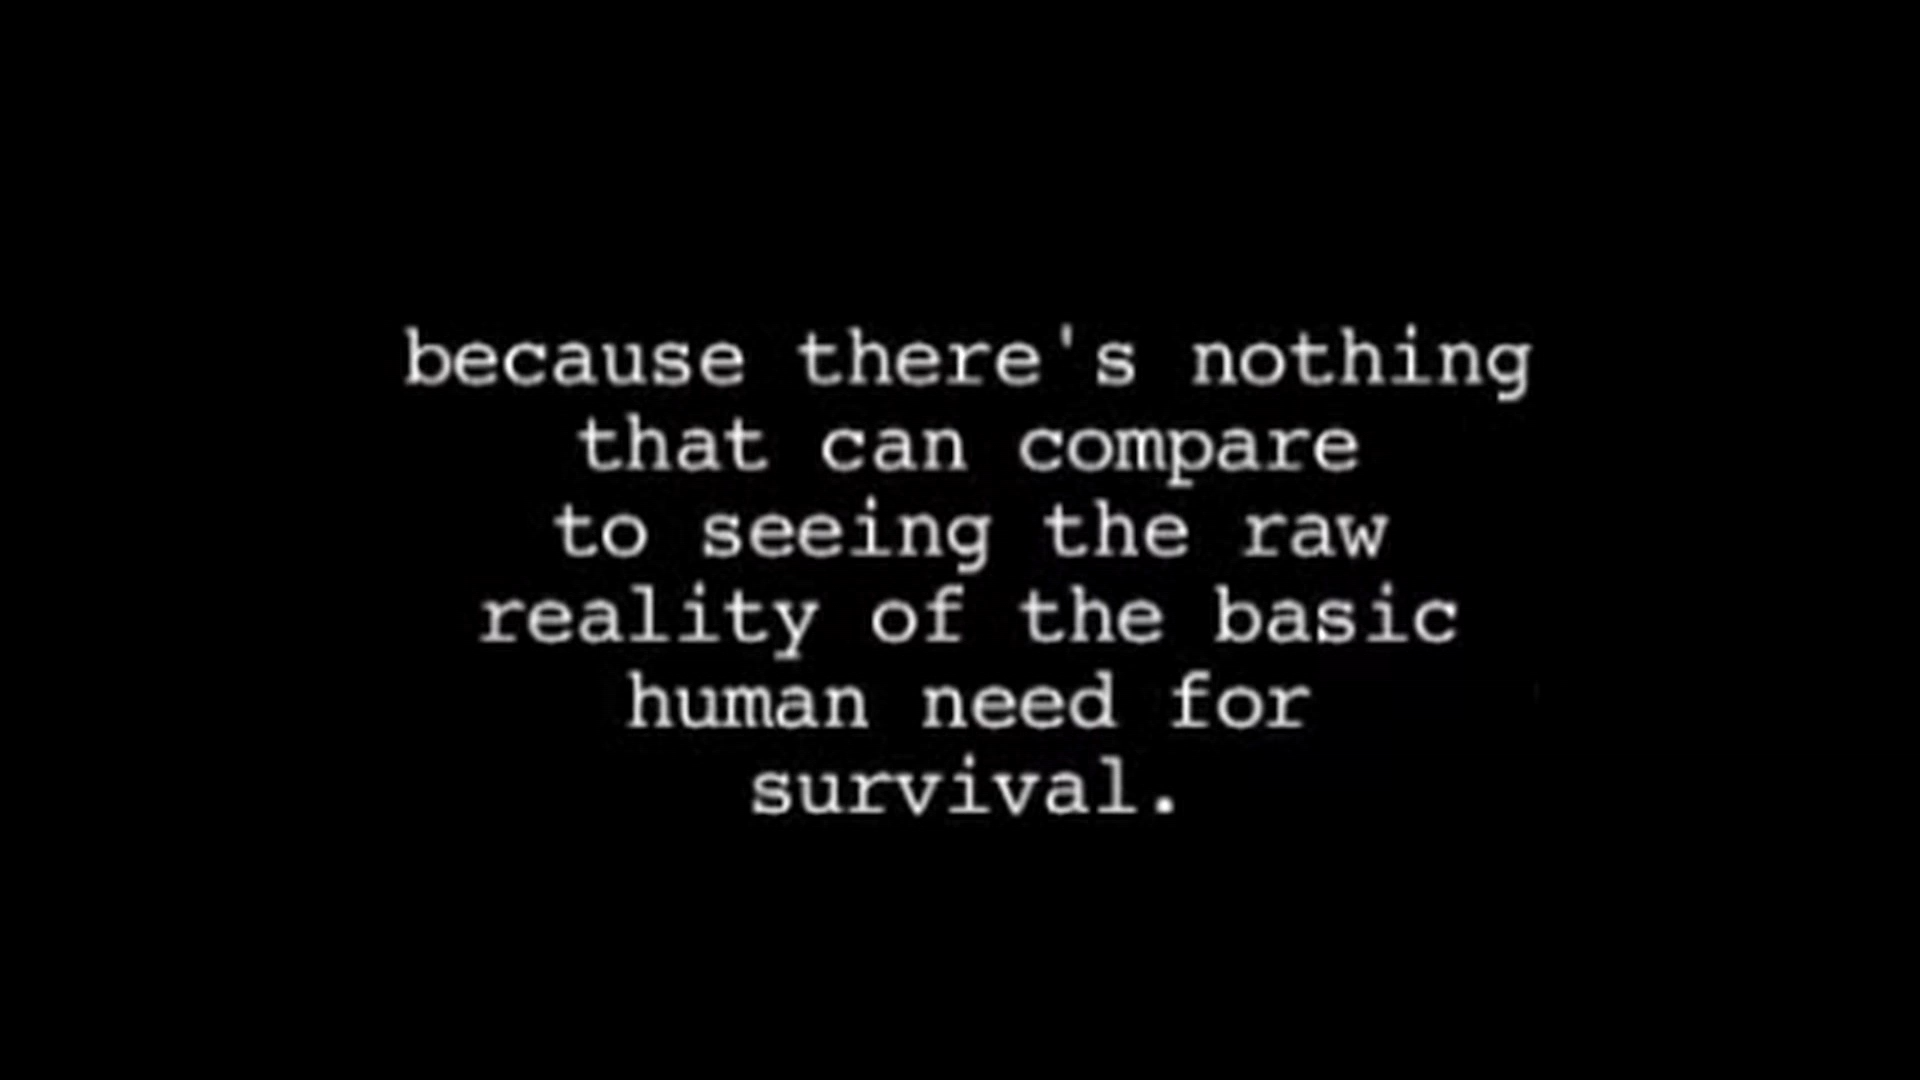 because there's nothing
that can compare
to seeing the raw
reality of the basic
human need for
survival.